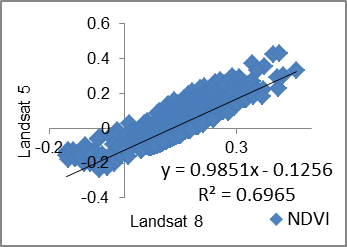 0.6
0.4
0.2
0
-0.2
0.3
-0.2
-0.4
Landsat 5
y = 0.9851x - 0.1256
R² = 0.6965
Landsat 8
NDVI